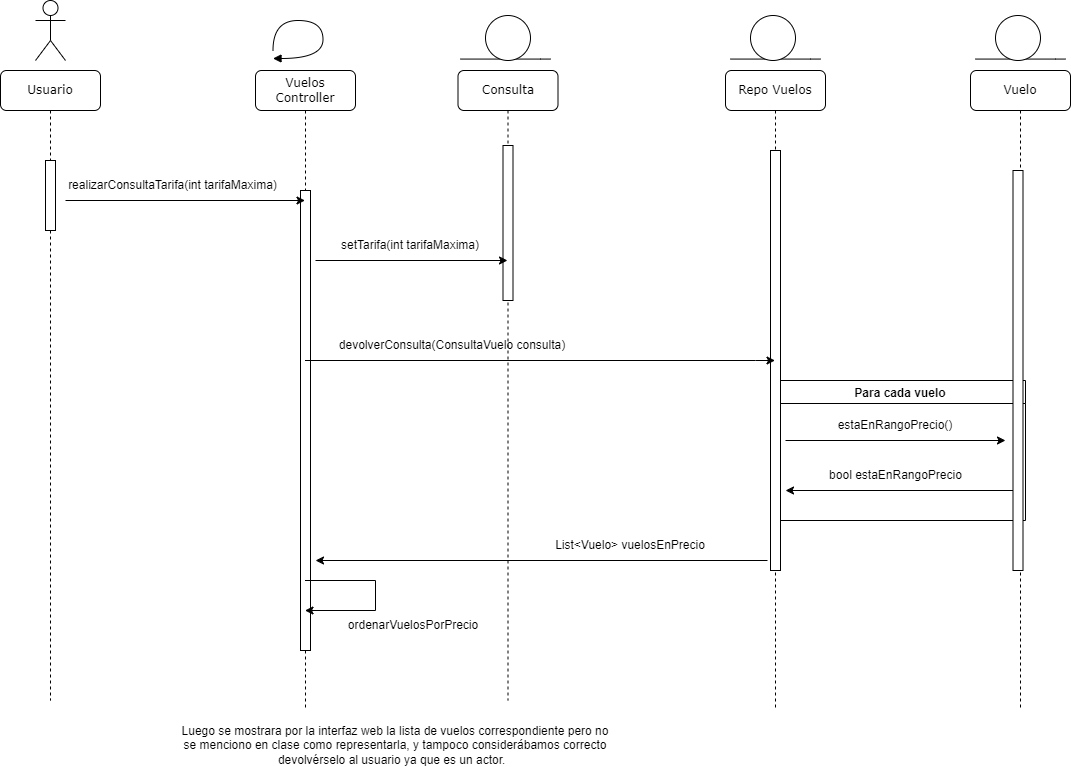 Usuario
Vuelos
Controller
Consulta
Repo Vuelos
Vuelo
realizarConsultaTarifa(int tarifaMaxima)
setTarifa(int tarifaMaxima)
devolverConsulta(ConsultaVuelo consulta)
Para cada vuelo
estaEnRangoPrecio()
bool estaEnRangoPrecio
List<Vuelo> vuelosEnPrecio
ordenarVuelosPorPrecio
Luego se mostrara por la interfaz web la lista de vuelos correspondiente pero no
se menciono en clase como representarla, y tampoco considerábamos correcto
devolvérselo al usuario ya que es un actor.